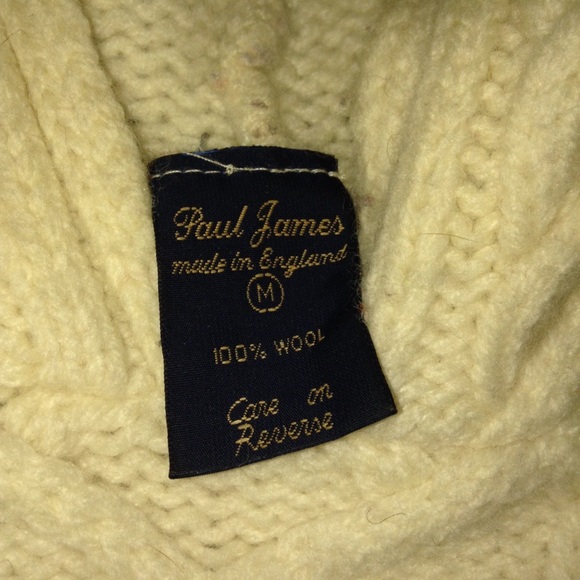 Paul James
made in England
M
100% WOOL
Care on
Reverse